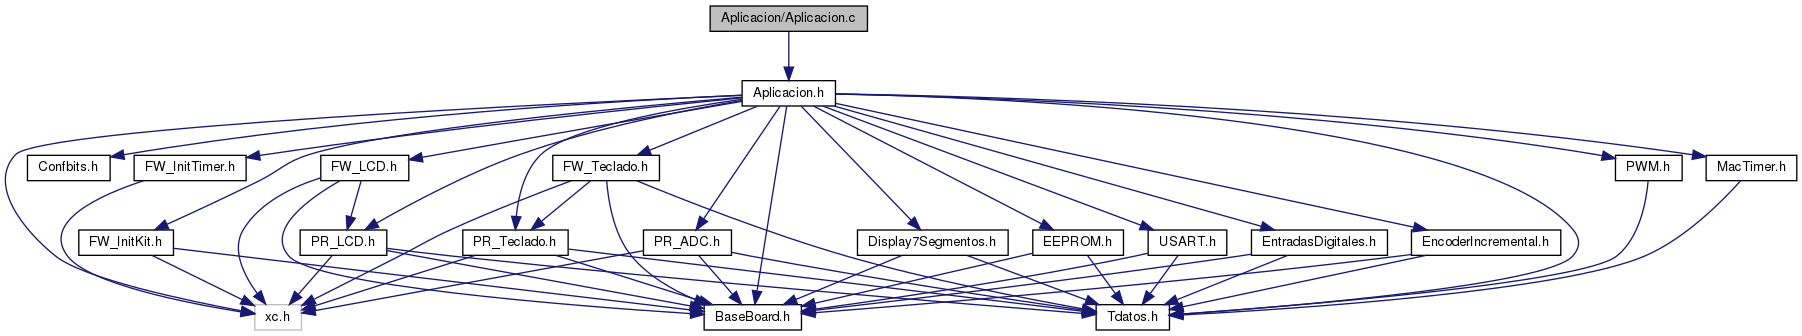 Aplicacion/Aplicacion.c
Aplicacion.h
Confbits.h
FW_InitTimer.h
FW_LCD.h
FW_Teclado.h
PWM.h
MacTimer.h
FW_InitKit.h
PR_LCD.h
PR_Teclado.h
PR_ADC.h
Display7Segmentos.h
EEPROM.h
USART.h
EntradasDigitales.h
EncoderIncremental.h
xc.h
BaseBoard.h
Tdatos.h